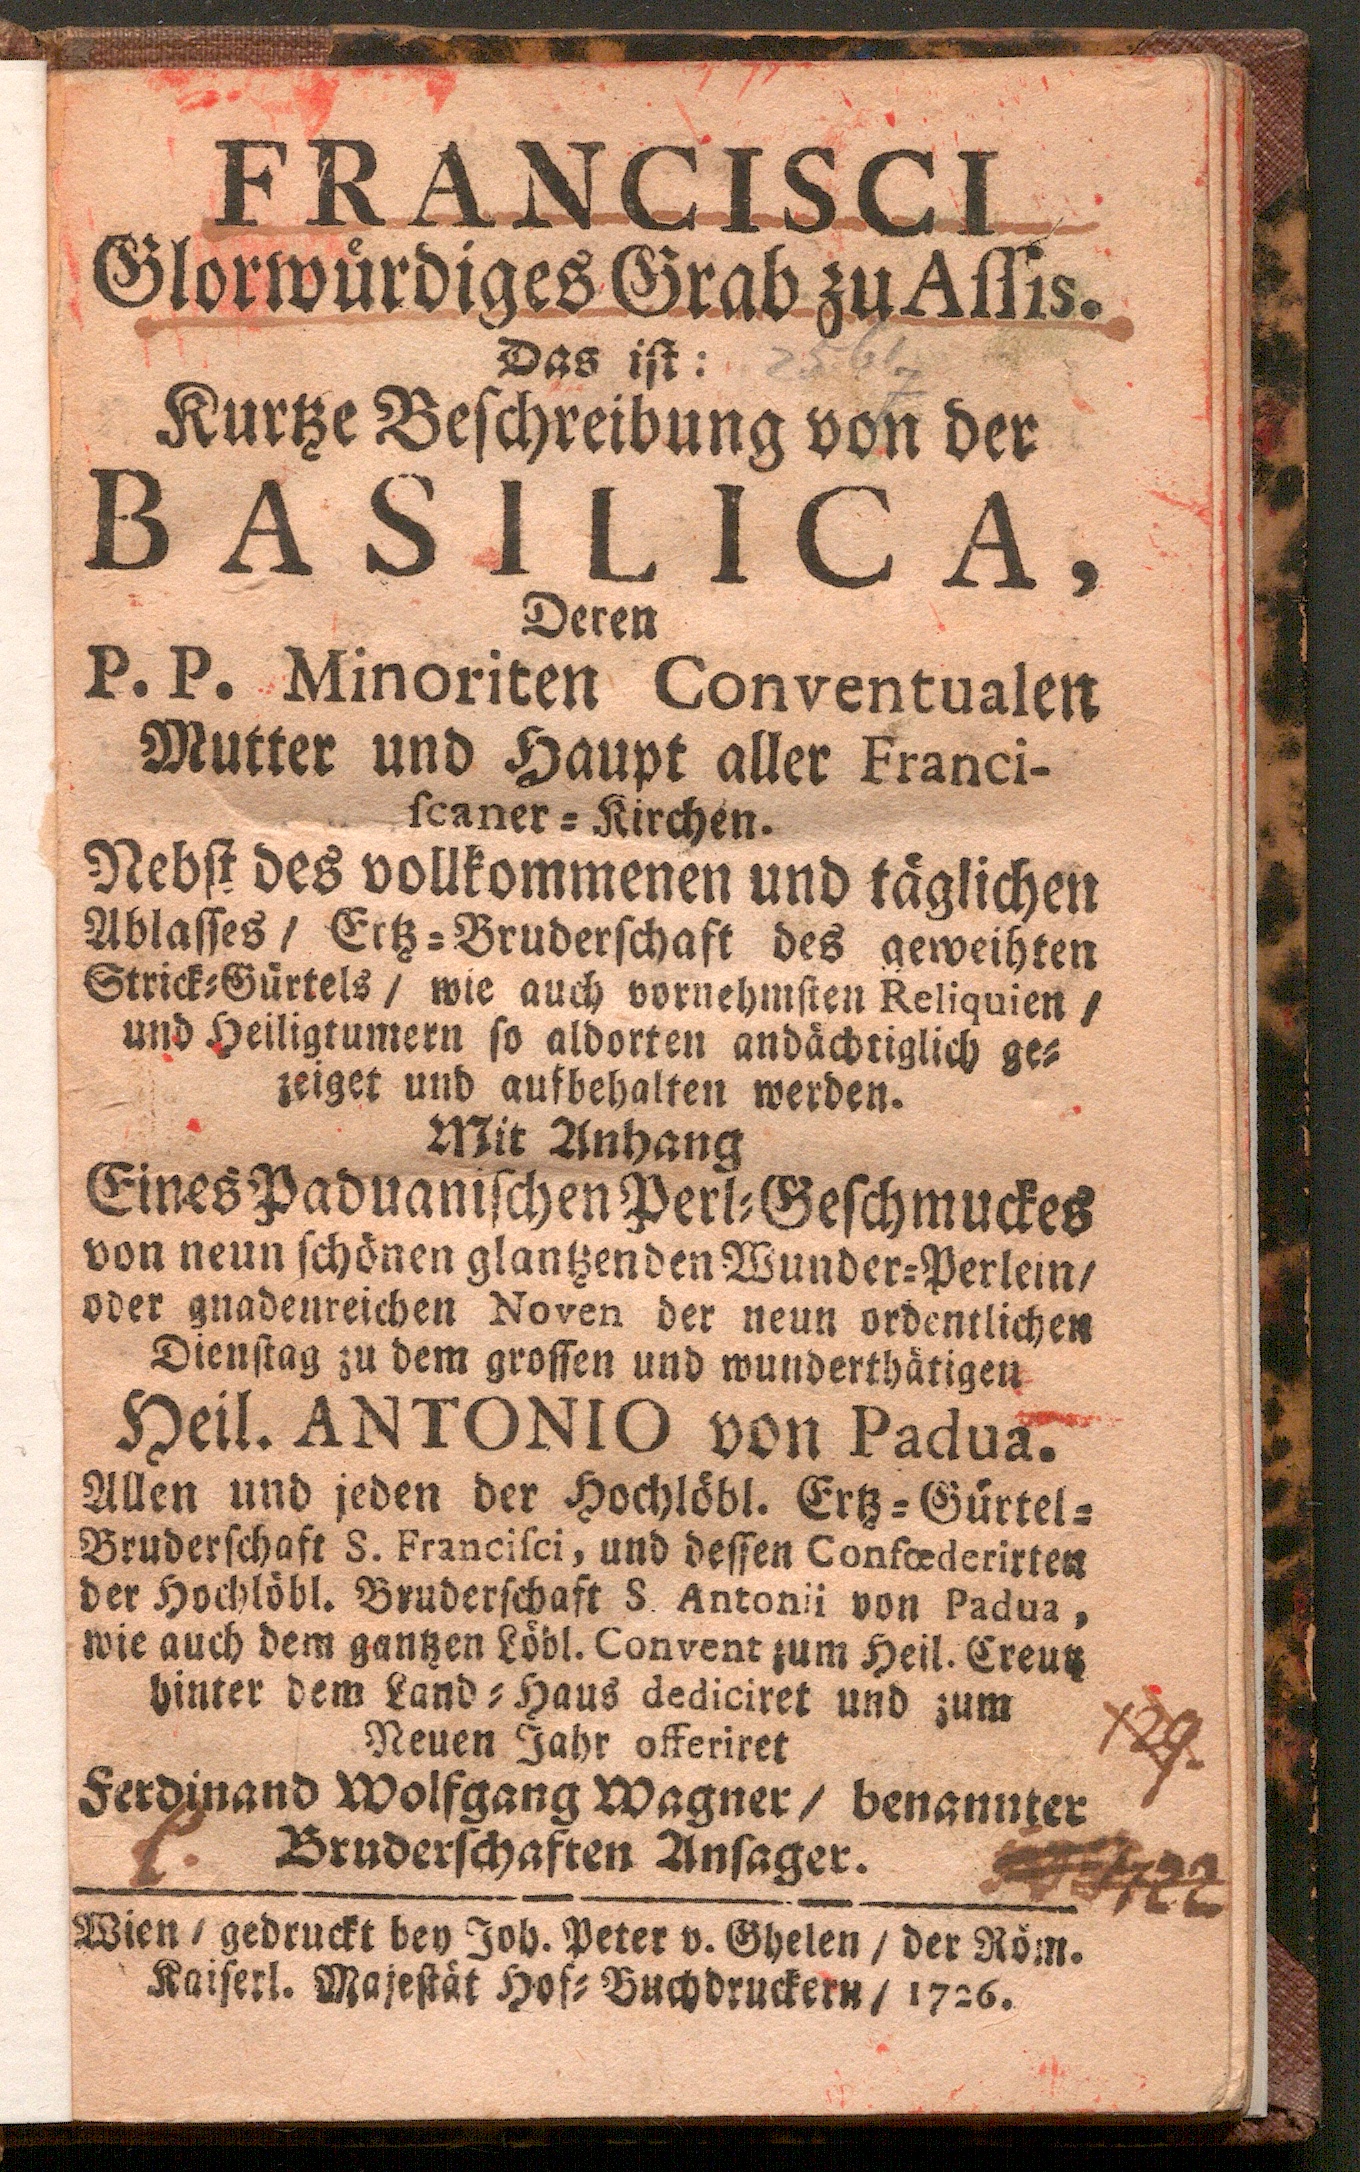 FRANCISCI
Glorwürdiges Grab zu Aſſis.
Das iſt:
Kurtze Beſchreibung von der
BASILICA,
Deren
P. P. Minoriten Conventualen
Mutter und Haupt aller Franci-
ſcaner-Kirchen.
Nebſt des vollkommenen und täglichen
Ablaſſes / Ertz-Bruderſchaft des geweihten
Strick-Gürtels / wie auch vornehmſten Reliquien /
und Heiligtumern ſo aldorten andächtiglich ge-
zeiget und aufbehalten werden.
Mit Anhang
Eines Paduaniſchen Perl-Geſchmuckes
von neun ſchönen glantzenden Wunder-Perlein /
oder gnadenreichen Noven der neun ordentlichen
Dienſtag zu dem groſſen und wunderthätigen
Heil. ANTONIO von Padua.
Allen und jeden der Hochlöbl. Ertz-Gürtel-
Bruderſchaft S. Franciſci, und deſſen Confœderirten
der Hochlöbl. Bruderſchaft S. Antonii von Padua,
wie auch dem gantzen Löbl. Convent zum Heil. Creutz
hinter dem Land-Haus dediciret und zum
Neuen Jahr offeriret
Ferdinand Wolfgang Wagner / benannter
Bruderſchaften Anſager.
Wien / gedruckt bey Joh. Peter v. Ghelen / der Röm.
Kaiſerl. Majeſtät Hof-Buchdruckern / 1726.